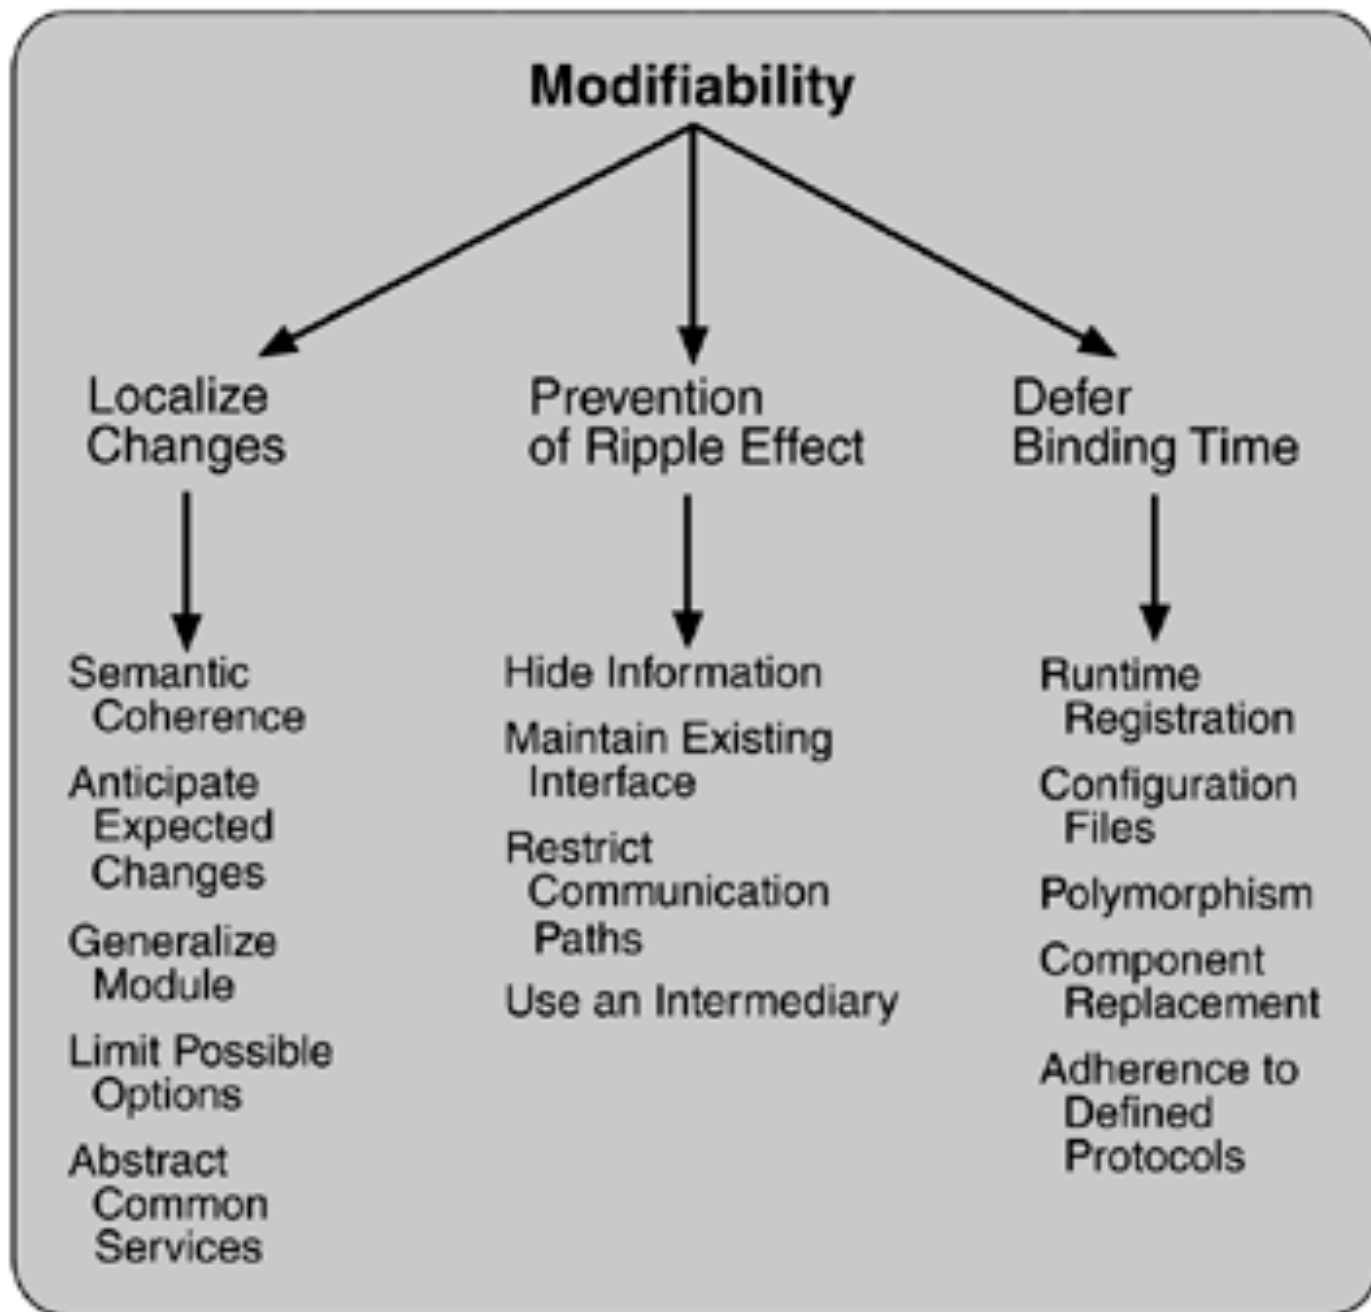 Modifiability
Localize
Changes
Prevention
of Ripple Effect
Defer
Binding Time
Semantic
Coherence
Anticipate
Expected
Changes
Generalize
Module
Limit Possible
Options
Abstract
Common
Services
Hide Information
Maintain Existing
Interface
Restrict
Communication
Paths
Use an Intermediary
Runtime
Registration
Configuration
Files
Polymorphism
Component
Replacement
Adherence to
Defined
Protocols